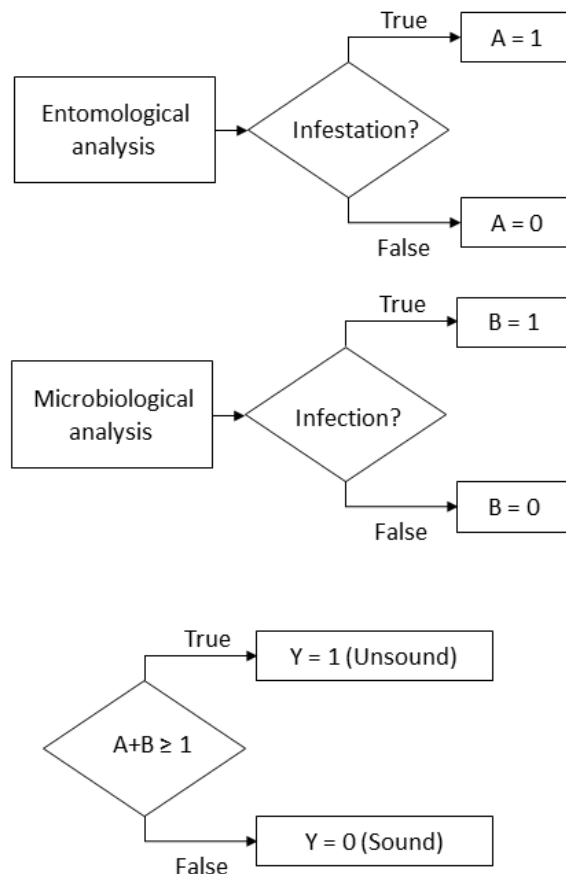 True
A = 1
Entomological
analysis
Infestation?
A = 0
False
True
B = 1
Microbiological
analysis
Infection?
B = 0
False
True
Y = 1 (Unsound)
A+B ≥ 1
Y = 0 (Sound)
False